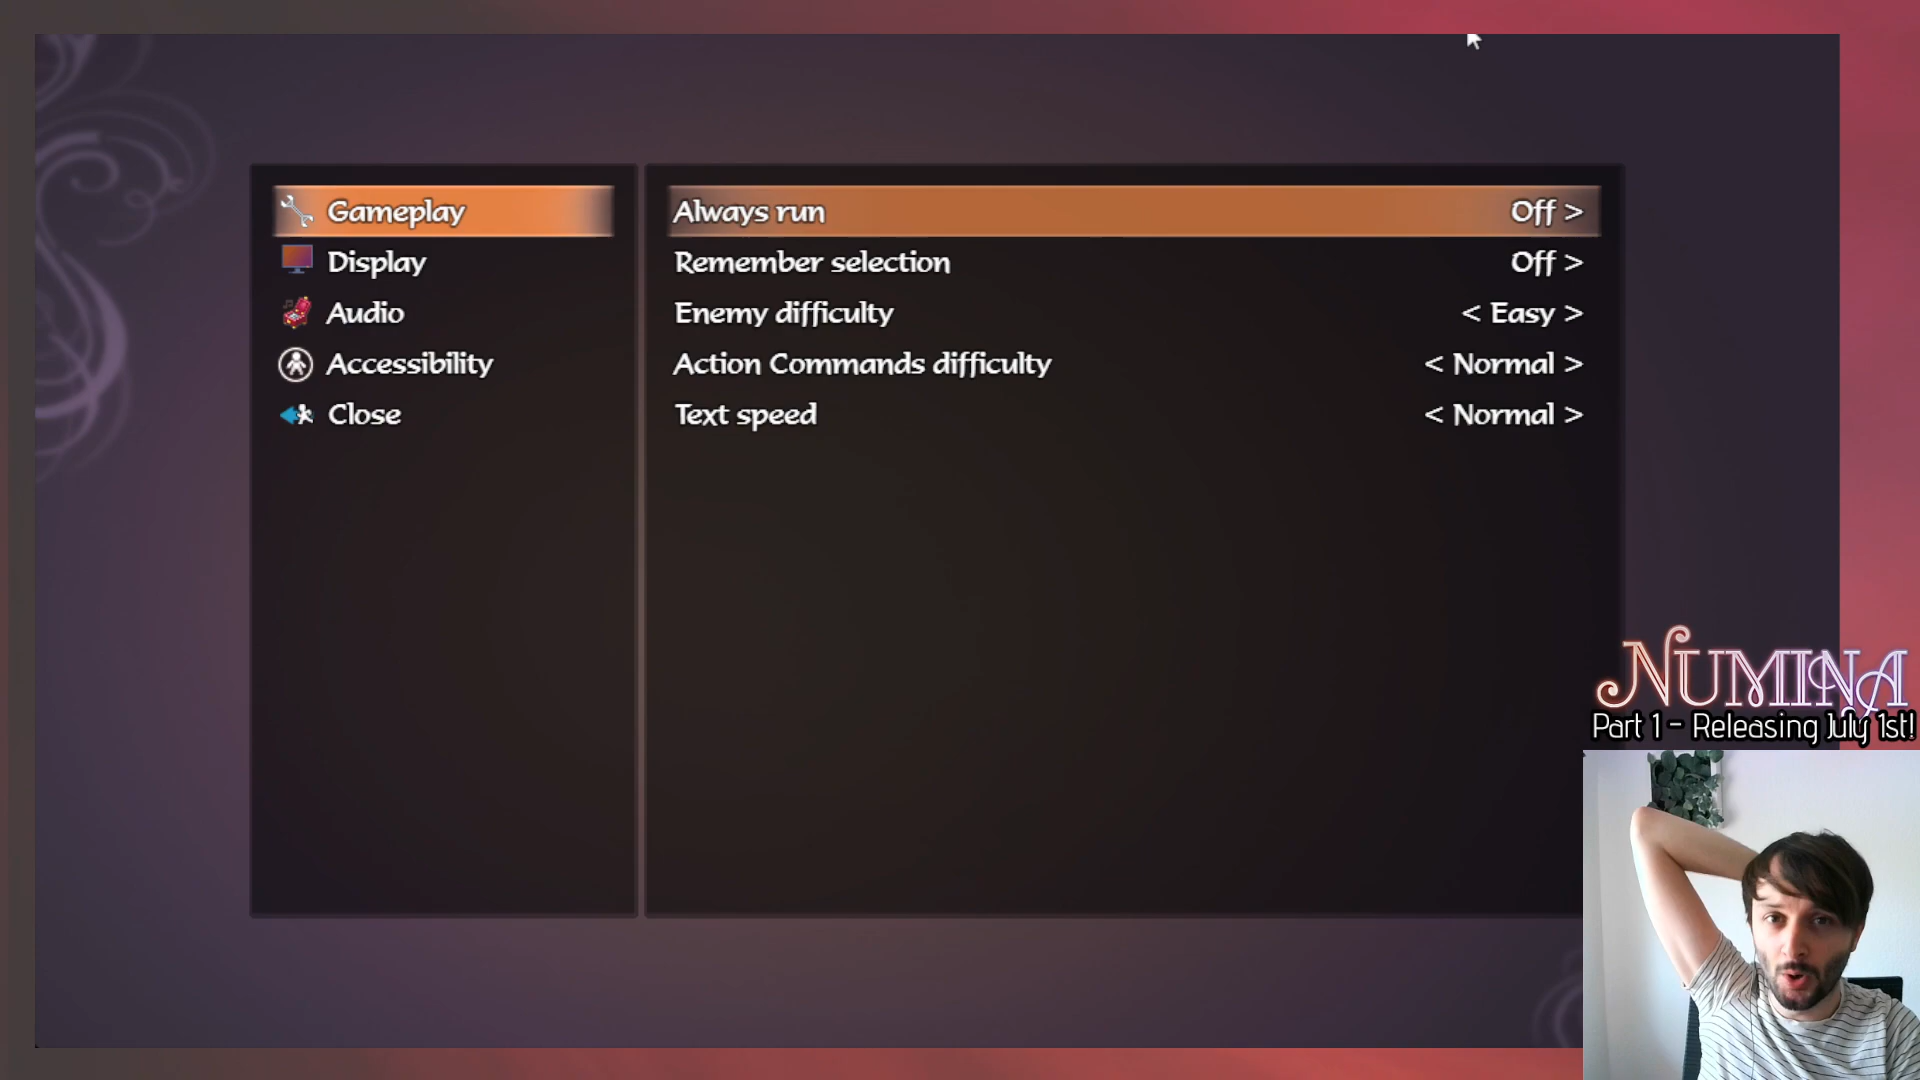 Gameplay
Display
Audio
Accessibility
Close
Always run Off >
Remember selection Off >
Enemy difficulty < Easy >
Action Commands difficulty < Normal >
Text speed < Normal >
NUMINA
Part 1 - Releasing July 1st!